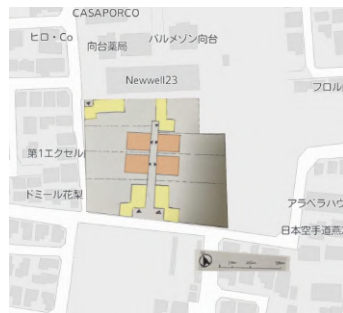 CASAPORCO
ヒロ・Co
向台薬局
パルメゾン向台
Newwell23
フロル
第1エクセル
ドミール花梨
アラベラハウ
日本空手道燕